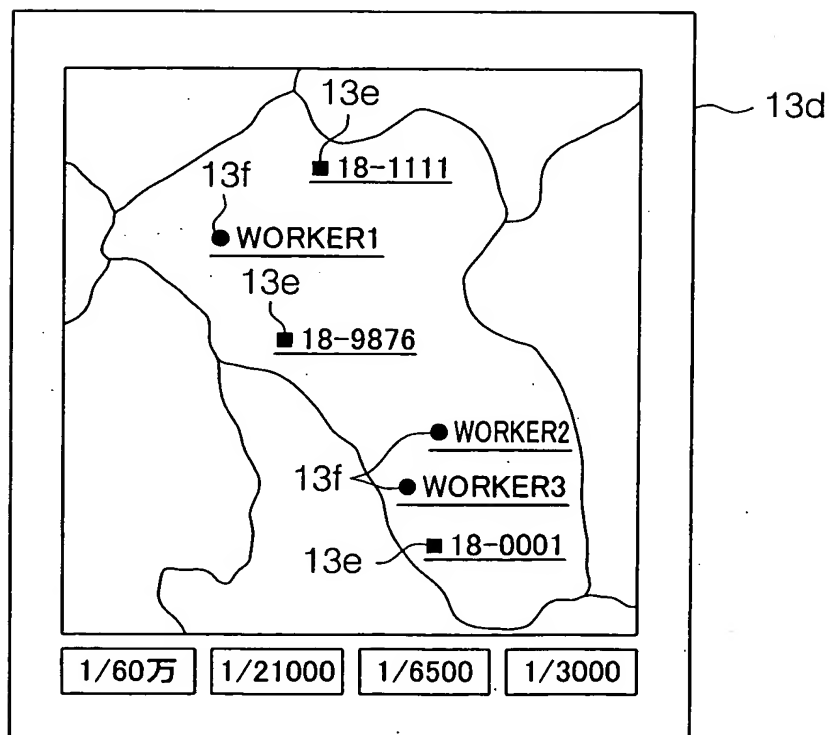 13d
13e
18-1111
13f
WORKER1
13e
18-9876
WORKER2
13f
WORKER3
18-0001
13e
1/60万 1/21000 1/6500 1/3000